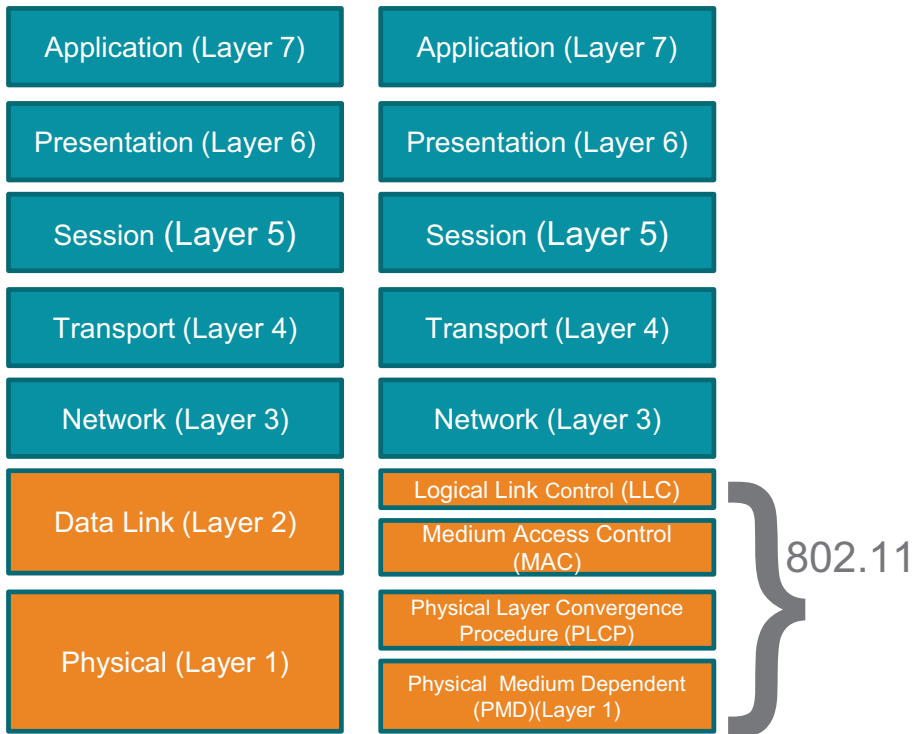 Application (Layer 7)
Presentation (Layer 6)
Session (Layer 5)
Transport (Layer 4)
Network (Layer 3)
Data Link (Layer 2)
Physical (Layer 1)
Application (Layer 7)
Presentation (Layer 6)
Session (Layer 5)
Transport (Layer 4)
Network (Layer 3)
Logical Link Control (LLC)
Medium Access Control
(MAC)
Physical Layer Convergence
Procedure (PLCP)
Physical Medium Dependent
(PMD)(Layer 1)
802.11